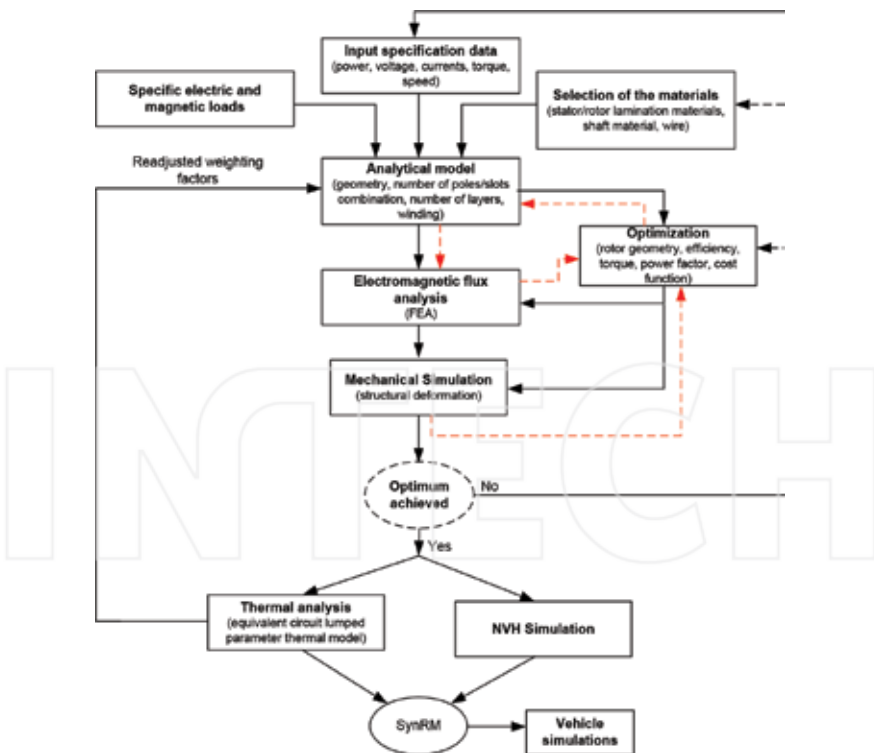 Input specification data
(power, voltage, currents, torque,
speed)
Specific electric and
magnetic loads
Selection of the materials
(stator/rotor lamination materials,
shaft material, wire)
Readjusted weighting
factors
Analytical model
(geometry, number of poles/slots
combination, number of layers,
winding)
Optimization
(rotor geometry, efficiency,
torque, power factor, cost
function)
Electromagnetic flux
analysis
(FEA)
Mechanical Simulation
(structural deformation)
Optimum
achieved
No
Yes
Thermal analysis
(equivalent circuit lumped
parameter thermal model)
NVH Simulation
SynRM
Vehicle
simulations
INTECH